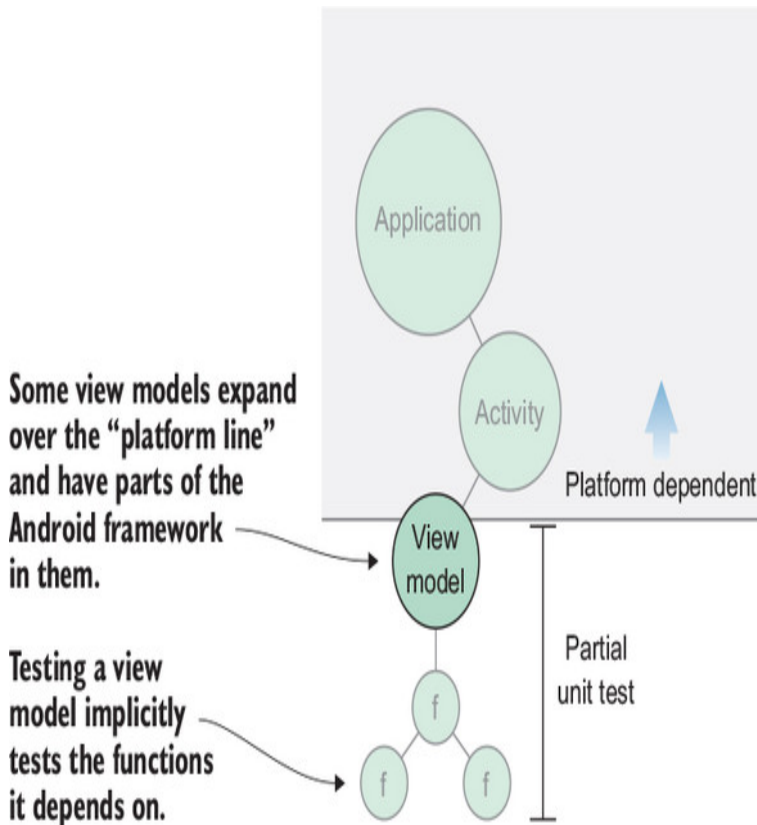 Application
Activity
Platform dependent
Some view models expand
over the “platform line”
and have parts of the
Android framework
in them.
View
model
Partial
unit test
Testing a view
model implicitly
tests the functions
it depends on.
f
f
f